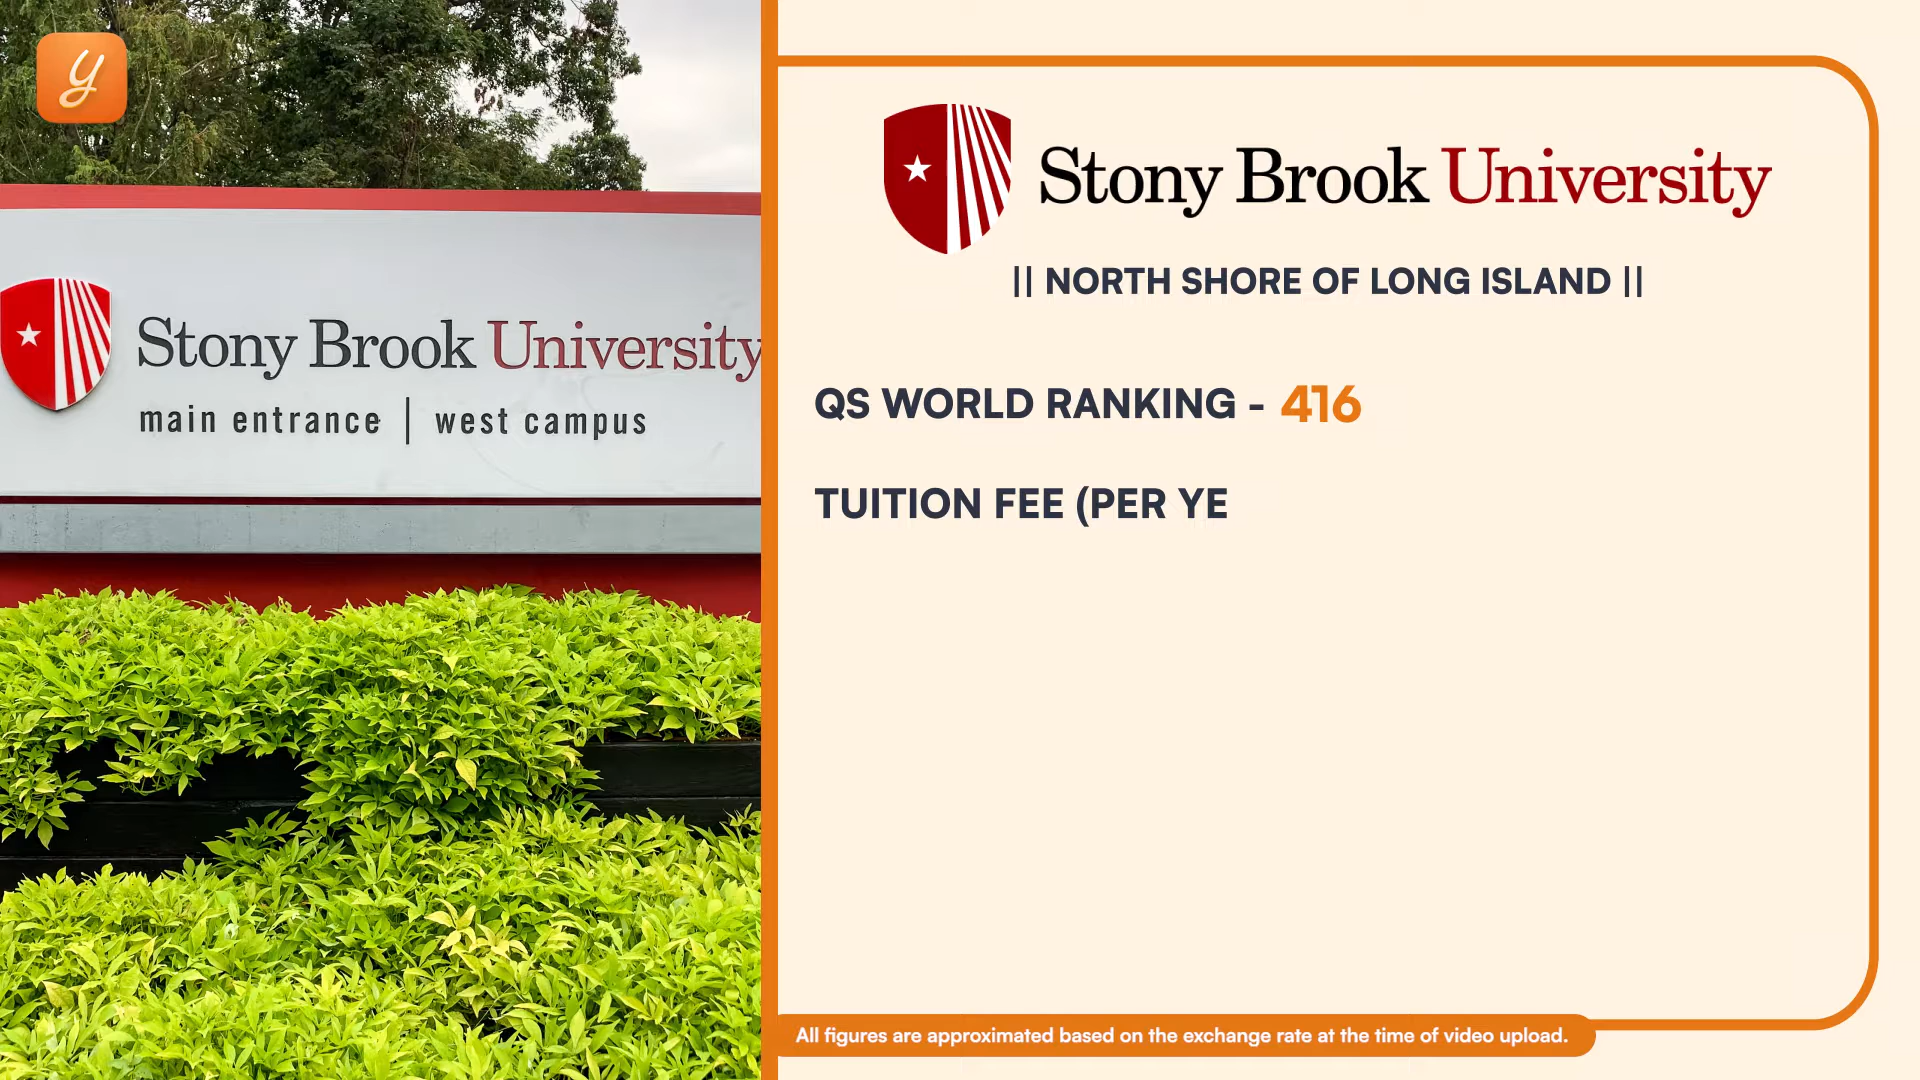 y
Stony Brook University
main entrance | west campus
Stony Brook University
|| NORTH SHORE OF LONG ISLAND ||
QS WORLD RANKING - 416
TUITION FEE (PER YE
All figures are approximated based on the exchange rate at the time of video upload.